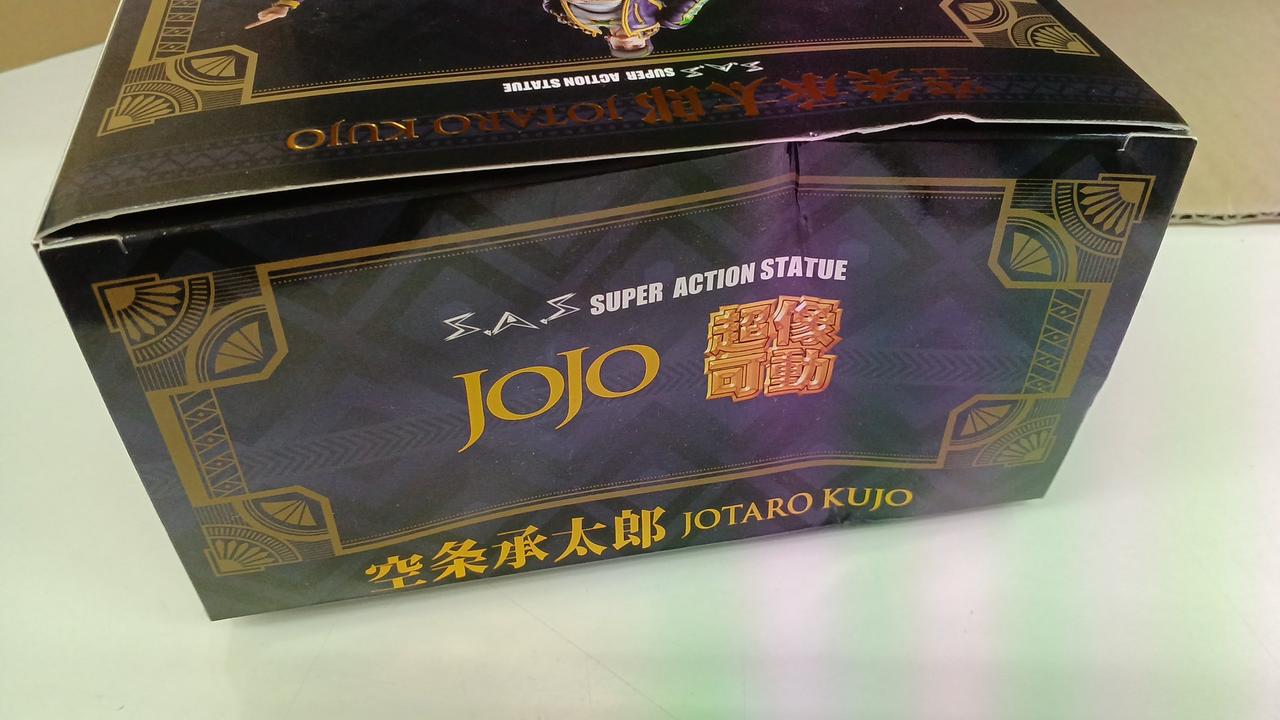 S.A.S SUPER ACTION STATUE
空条承太郎 JOTARO KUJO
S.A.S SUPER ACTION STATUE
JOJO
超像
可動
空条承太郎 JOTARO KUJO